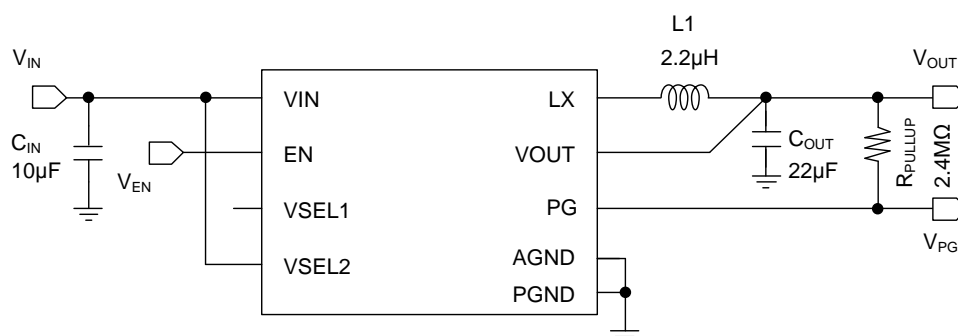 L1
2.2µH
VIN
VOUT
VIN
LX
CIN
10µF
EN
VOUT
COUT
22µF
RPULLUP
2.4MΩ
VEN
VSEL1
PG
VSEL2
AGND
VPG
PGND